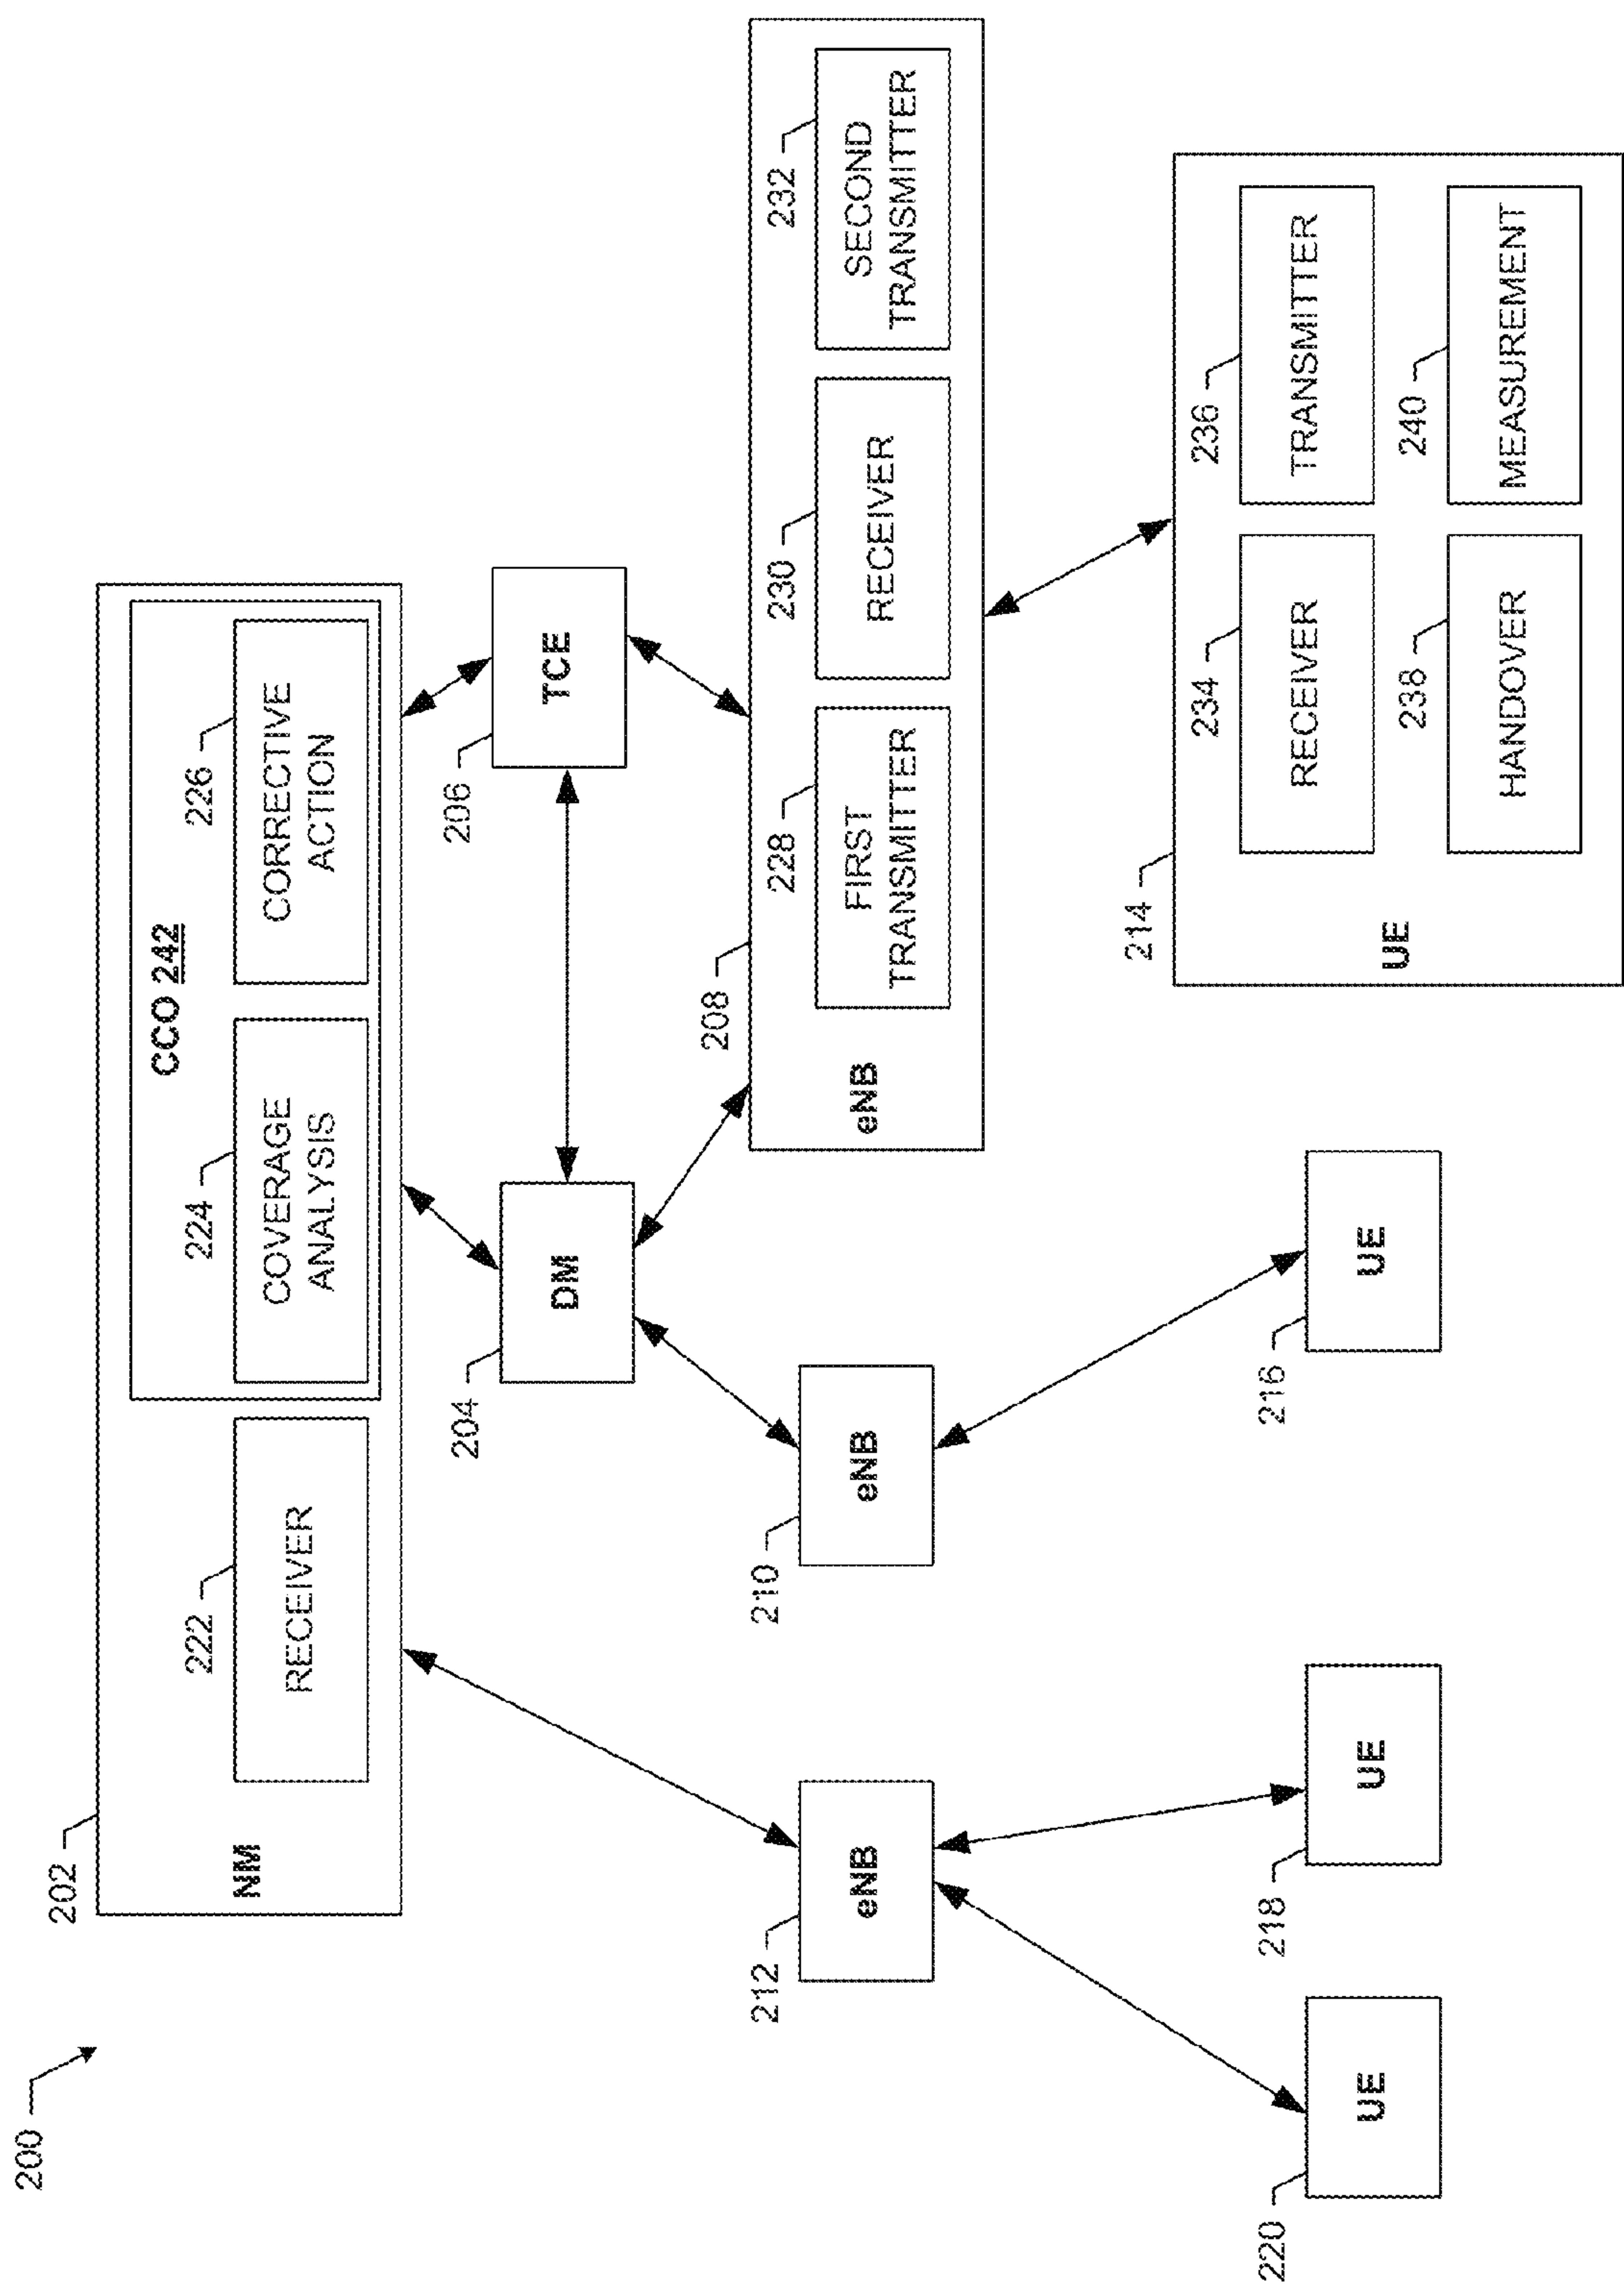 200
202
NM
222
RECEIVER
CCO 242
224
COVERAGE
ANALYSIS
226
CORRECTIVE
ACTION
204
DM
206
TCE
212
eNB
210
eNB
208
eNB
228
FIRST
TRANSMITTER
230
RECEIVER
232
SECOND
TRANSMITTER
220
UE
218
UE
216
UE
214
UE
234
RECEIVER
236
TRANSMITTER
238
HANDOVER
240
MEASUREMENT